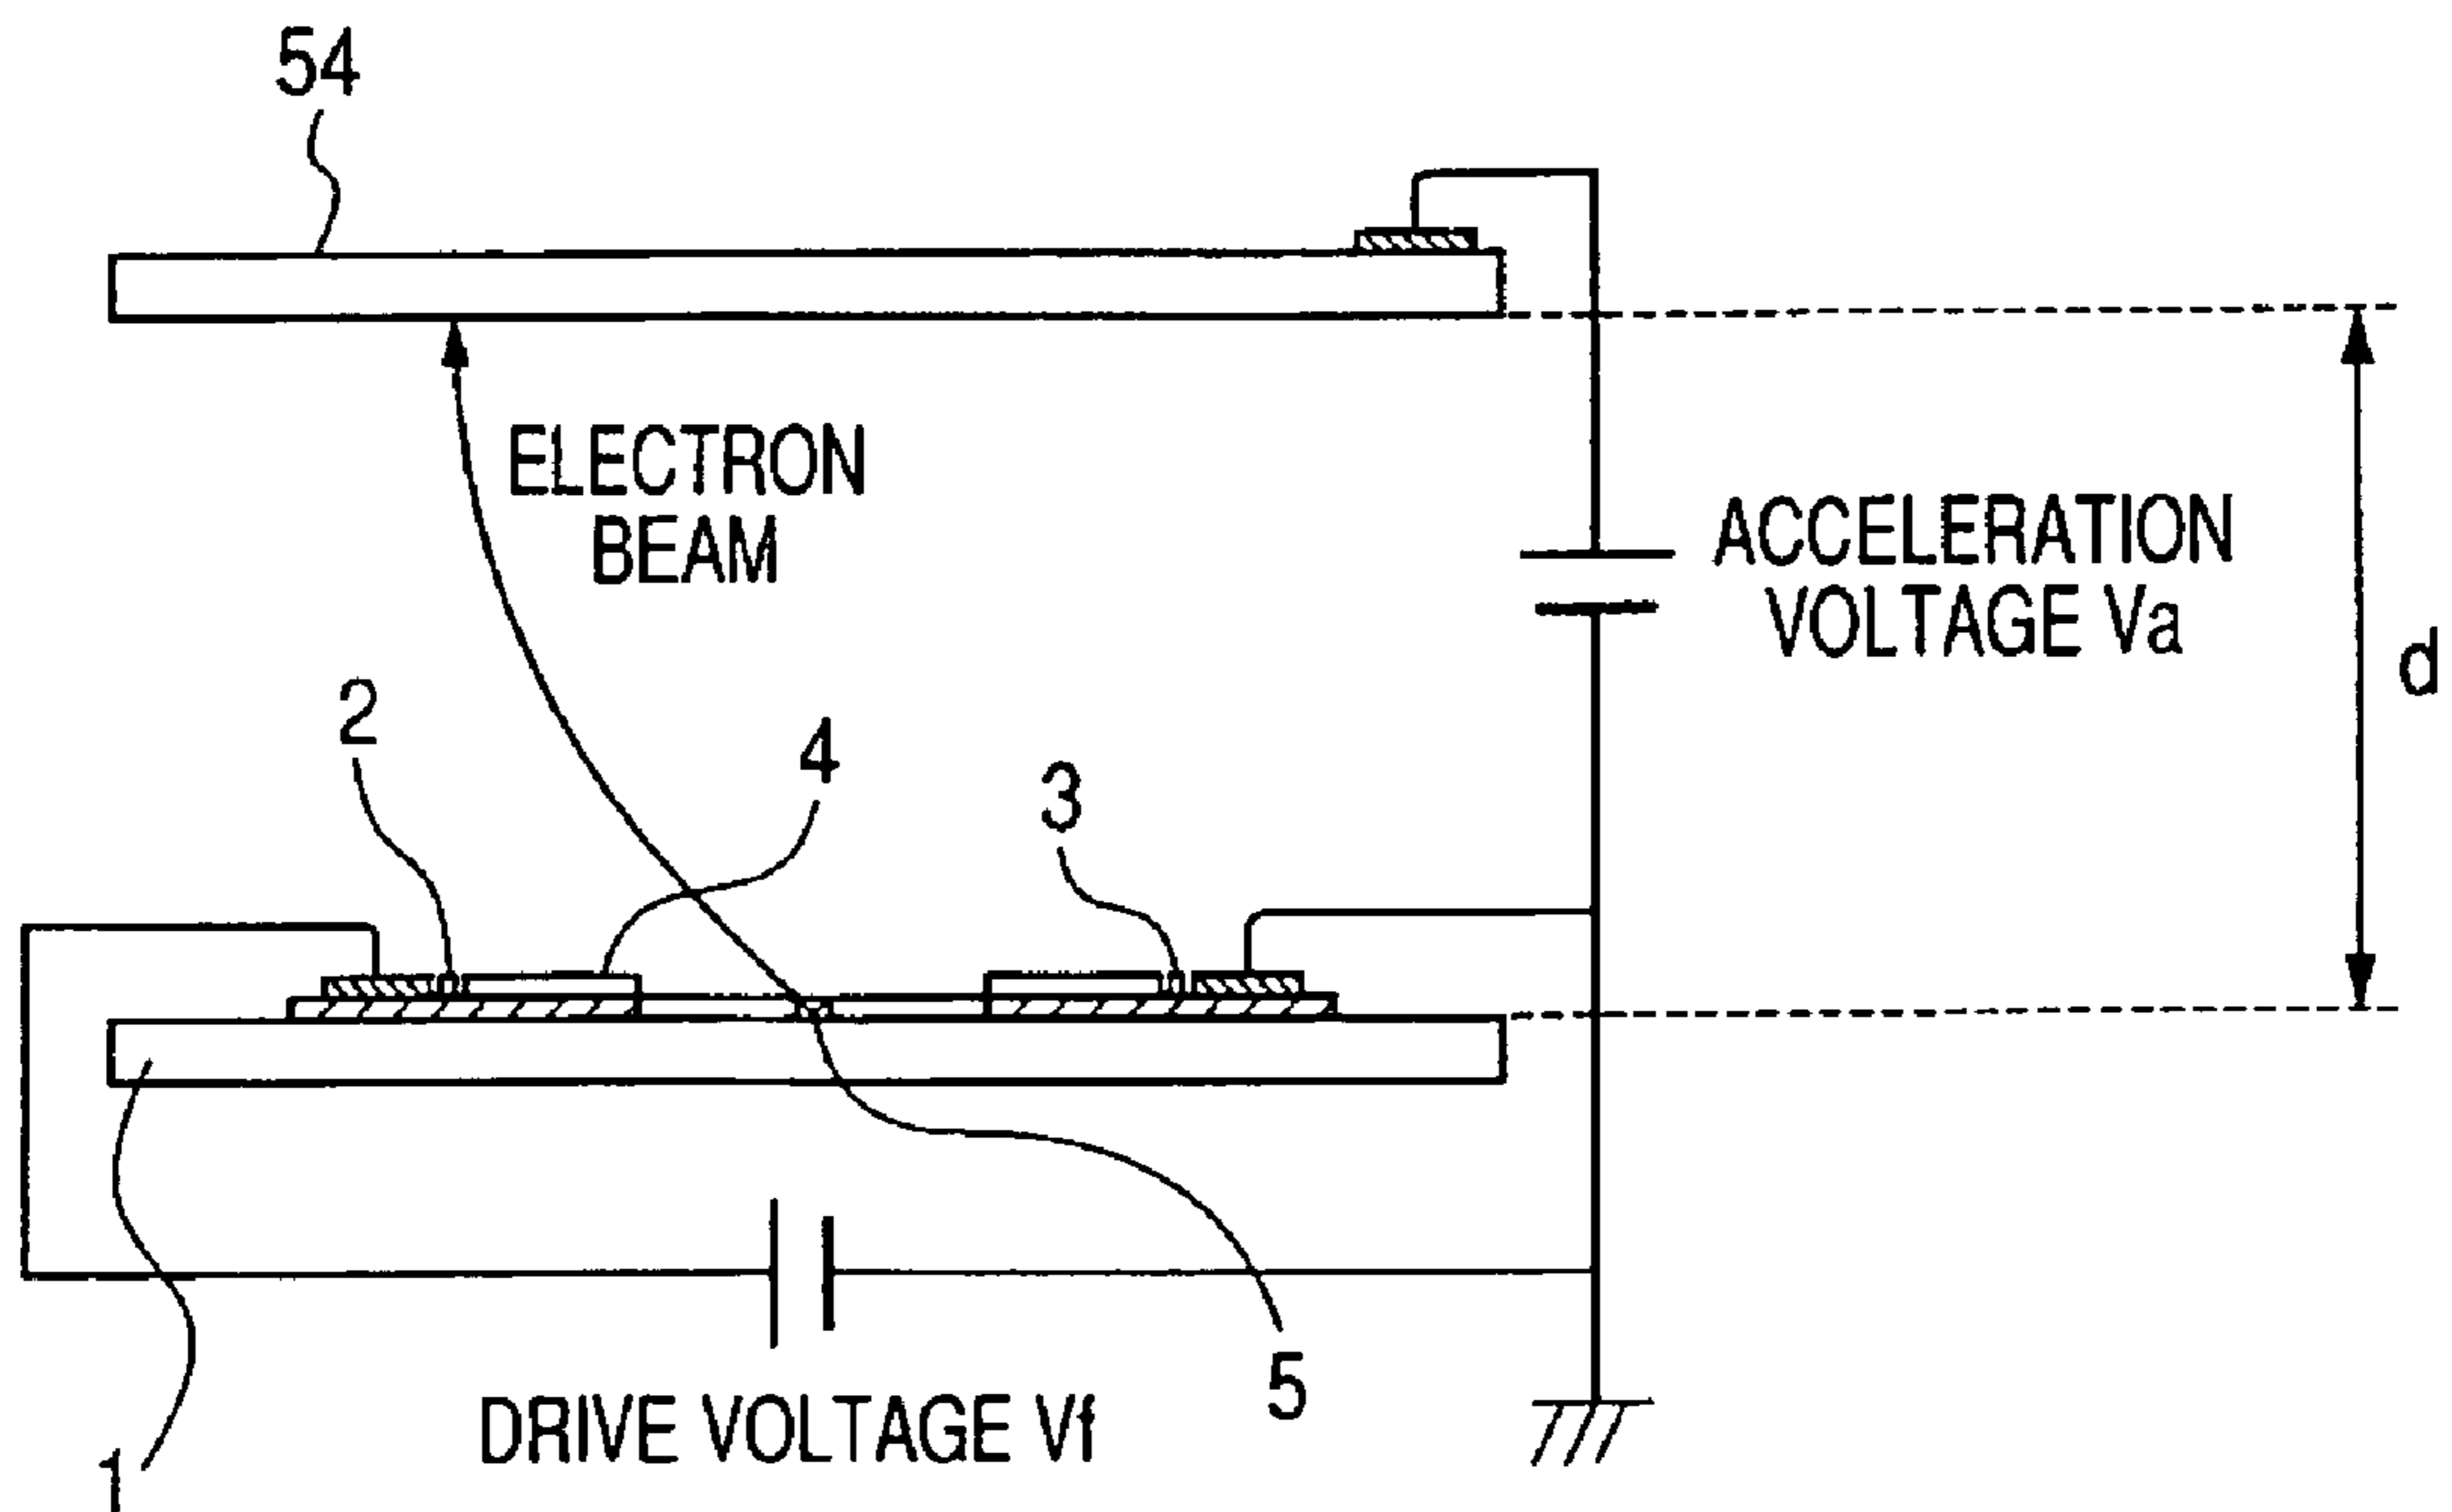 54
ELECTRON
BEAM
ACCELERATION
VOLTAGE Va
d
2
4
3
5
DRIVE VOLTAGE Vf
1